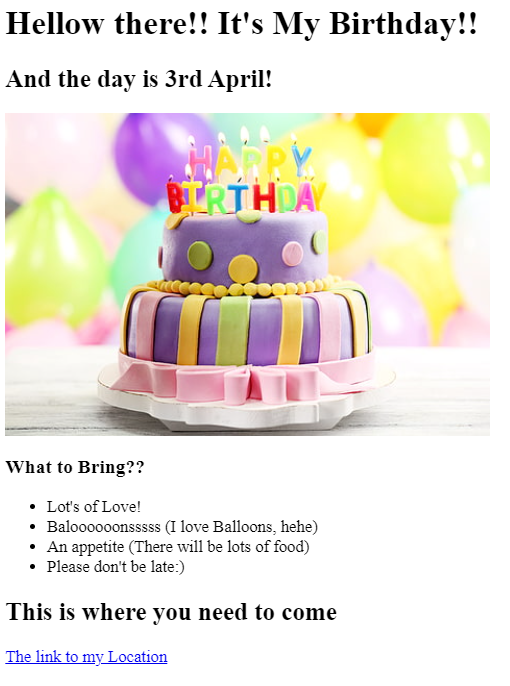 Hellow there!! It's My Birthday!!
And the day is 3rd April!
HAPPY
BIRTHDAY
What to Bring??
Lot's of Love!
Baloooooonsssss (I love Balloons, hehe)
An appetite (There will be lots of food)
Please don't be late:)
This is where you need to come
The link to my Location